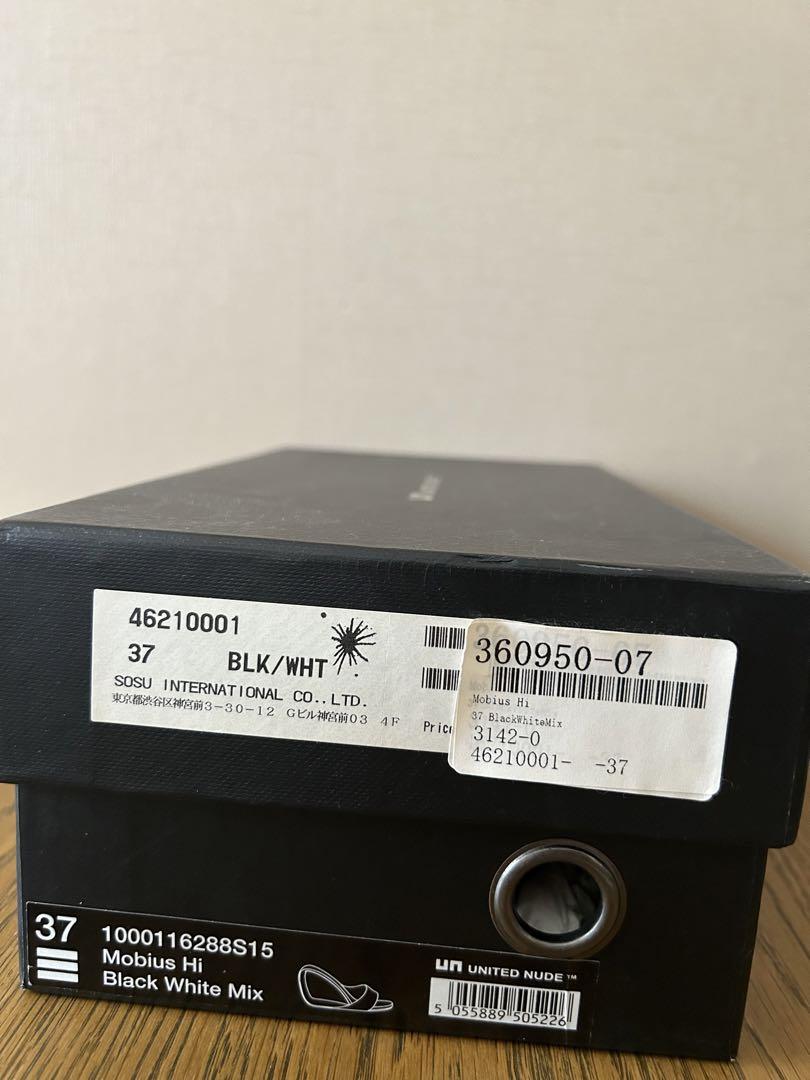 46210001
37 BLK/WHT
SOSU INTERNATIONAL CO.,LTD.
東京都渋谷区神宮前3-30-12 Gビル神宮前03 4F
Price
360950-07
Mobius Hi
37 BlackWhiteMix
3142-0
46210001- -37
37
1000116288S15
Mobius Hi
Black White Mix
UNITED NUDE™
5 055889 505226